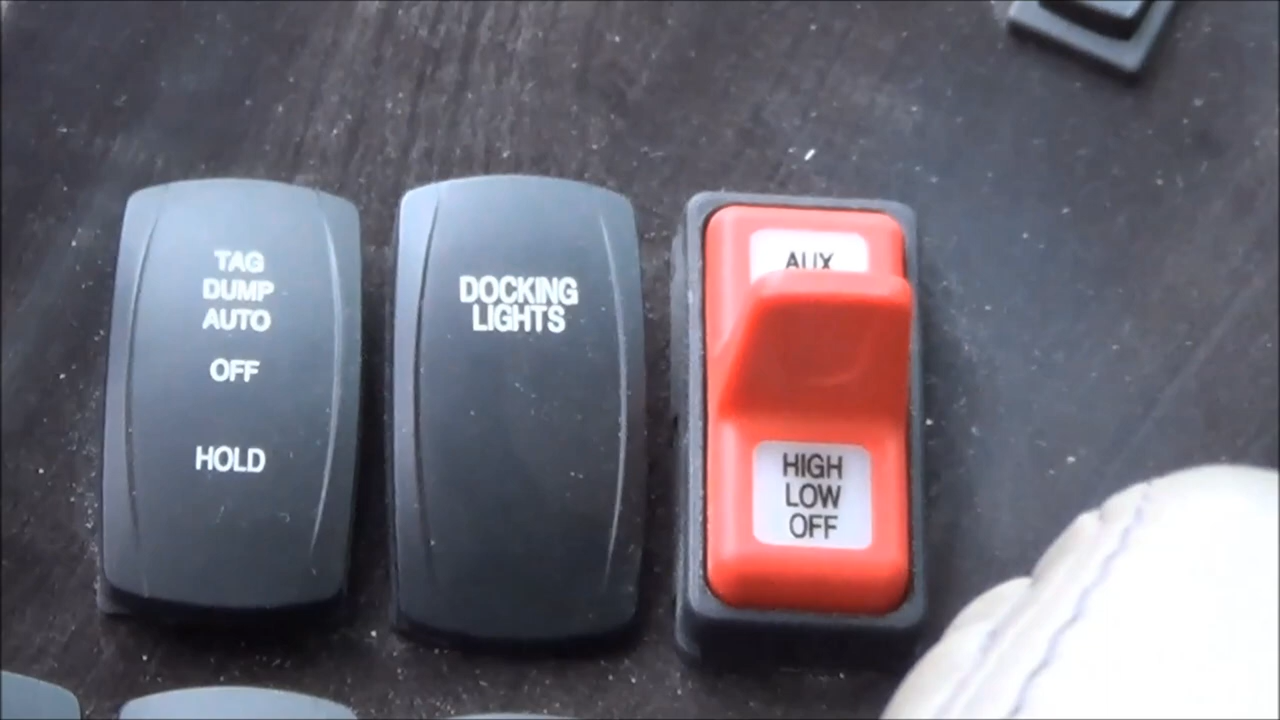 TAG
DUMP
AUTO
OFF
HOLD
DOCKING
LIGHTS
AUX
HIGH
LOW
OFF